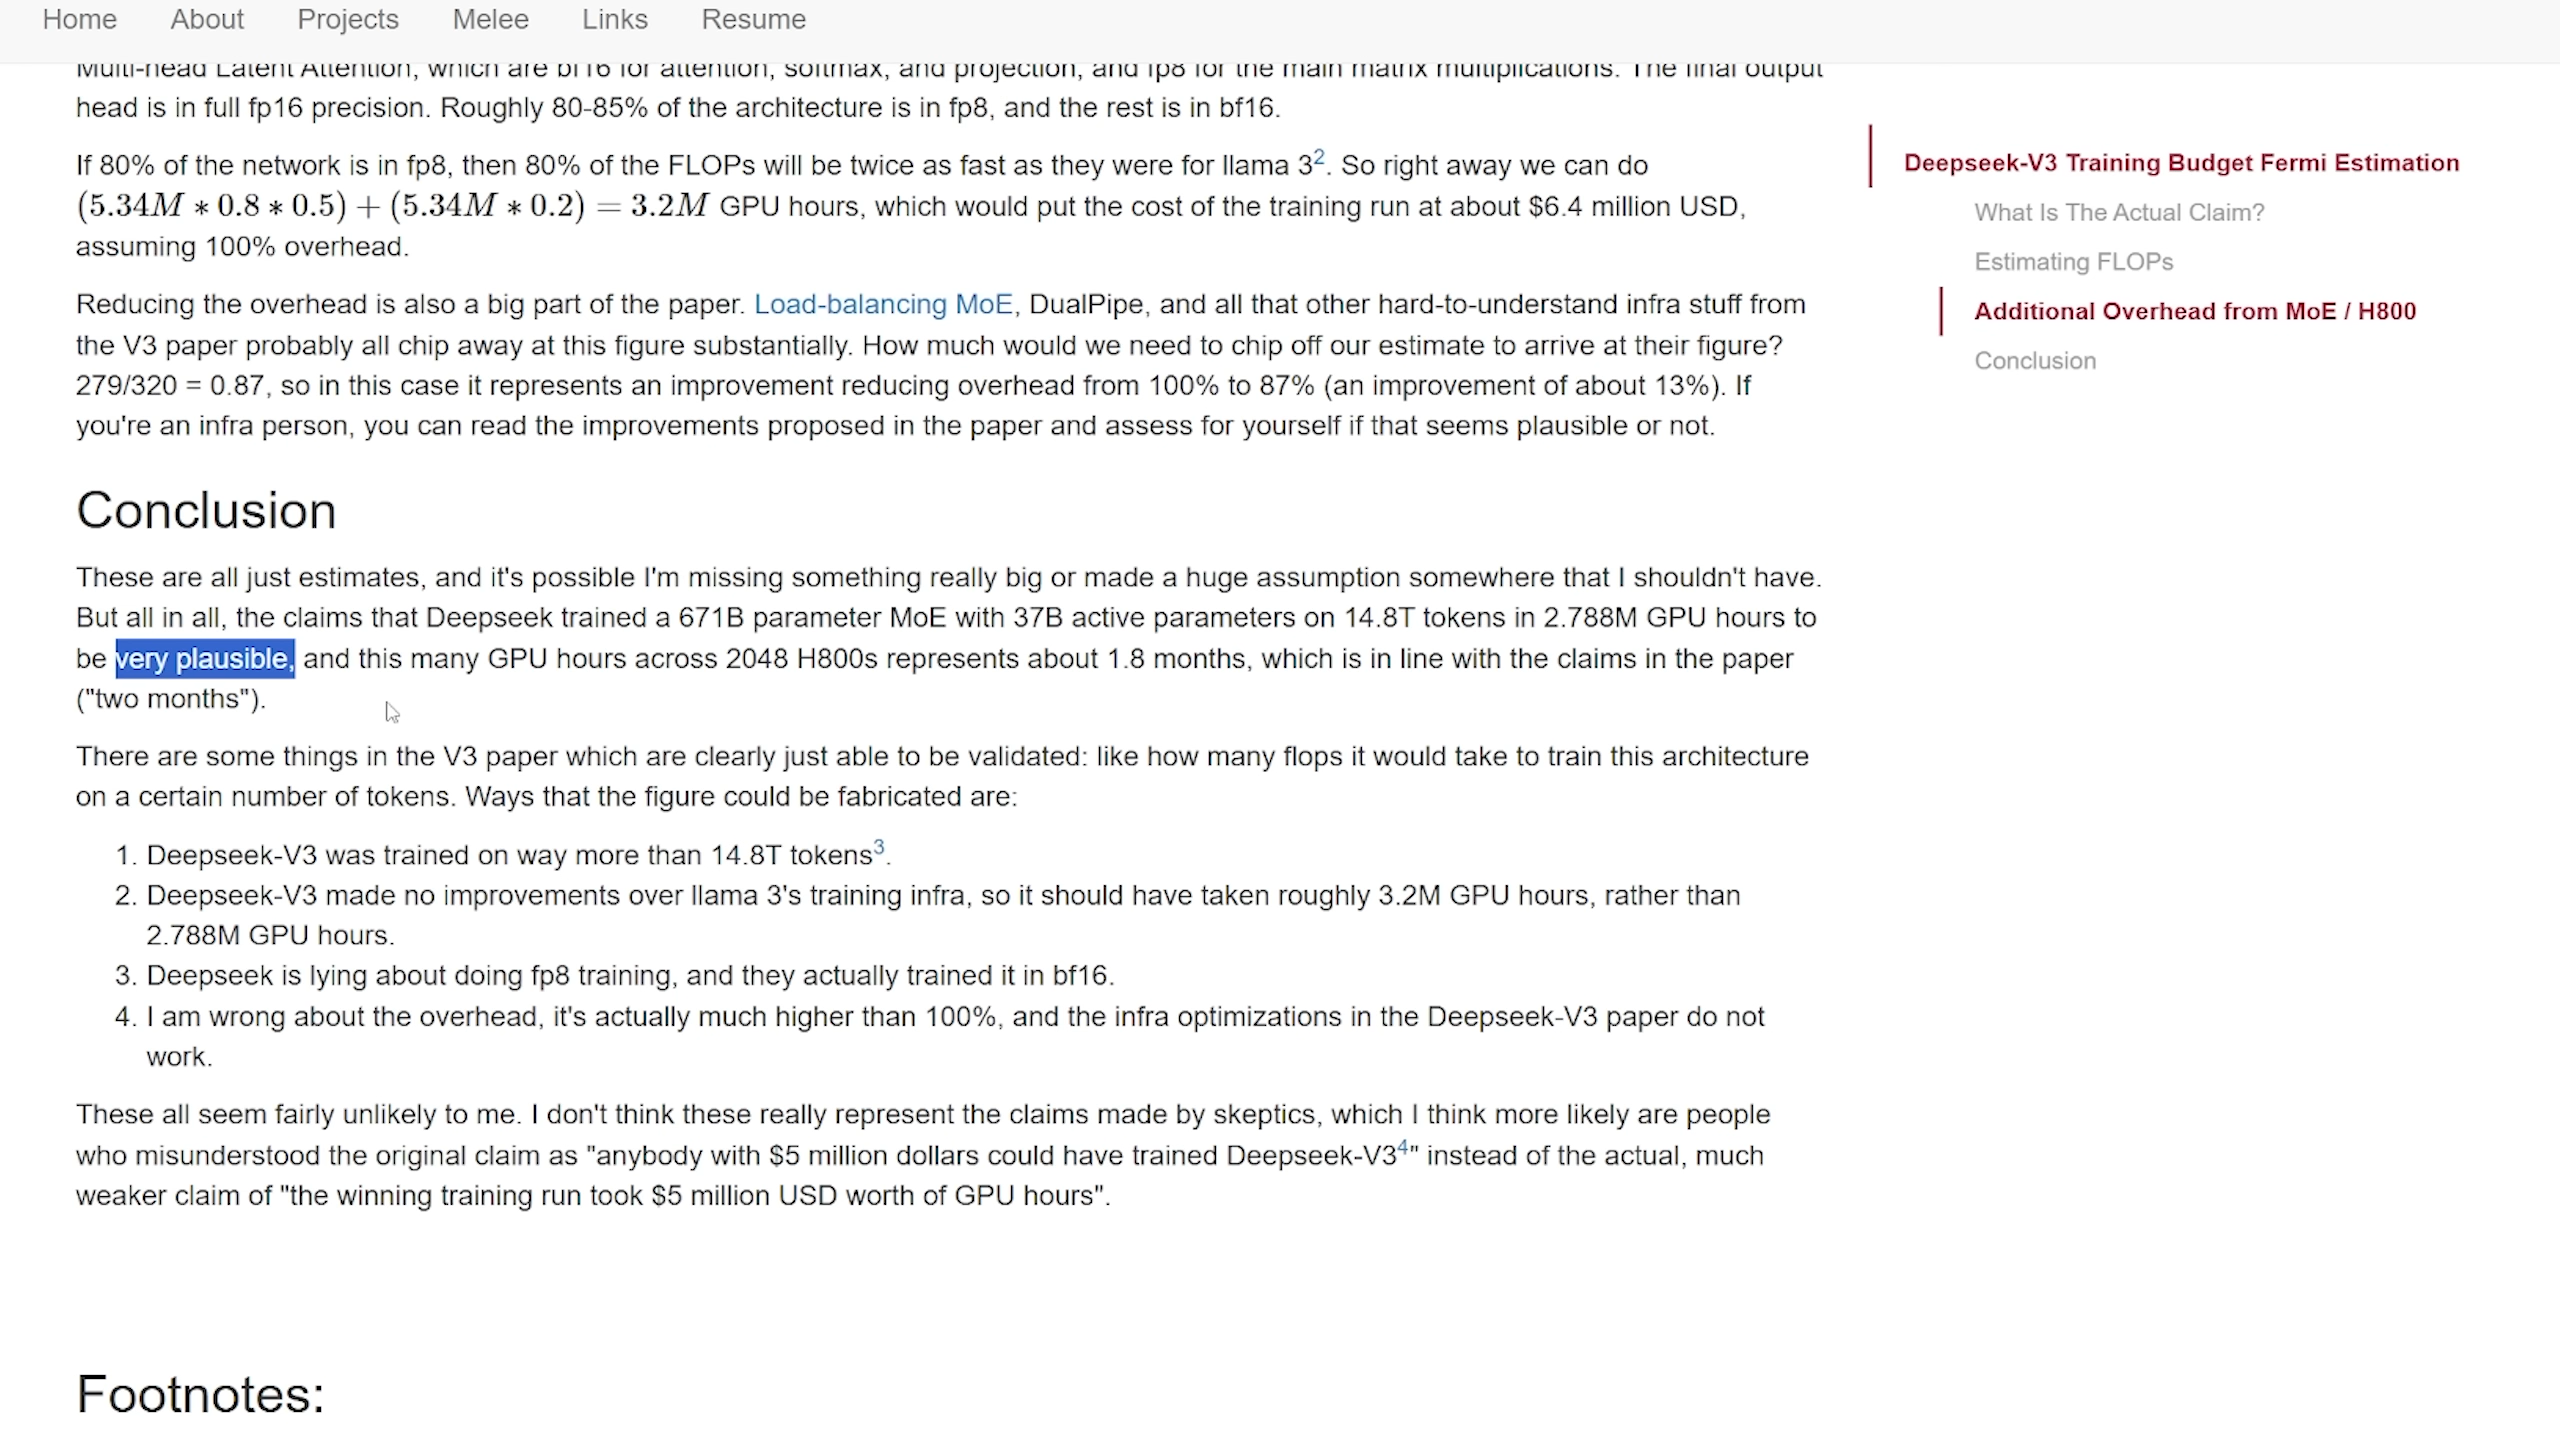 Home About Projects Melee Links Resume
Multi-head Latent Attention, which are bf16 for attention, softmax, and projection, and fp8 for the main matrix multiplications. The final output
head is in full fp16 precision. Roughly 80-85% of the architecture is in fp8, and the rest is in bf16.
If 80% of the network is in fp8, then 80% of the FLOPs will be twice as fast as they were for llama 3². So right away we can do
(5.34M * 0.8 * 0.5) + (5.34M * 0.2) = 3.2M GPU hours, which would put the cost of the training run at about $6.4 million USD,
assuming 100% overhead.
Reducing the overhead is also a big part of the paper. Load-balancing MoE, DualPipe, and all that other hard-to-understand infra stuff from
the V3 paper probably all chip away at this figure substantially. How much would we need to chip off our estimate to arrive at their figure?
279/320 = 0.87, so in this case it represents an improvement reducing overhead from 100% to 87% (an improvement of about 13%). If
you're an infra person, you can read the improvements proposed in the paper and assess for yourself if that seems plausible or not.
Conclusion
These are all just estimates, and it's possible I'm missing something really big or made a huge assumption somewhere that I shouldn't have.
But all in all, the claims that Deepseek trained a 671B parameter MoE with 37B active parameters on 14.8T tokens in 2.788M GPU hours to
be very plausible, and this many GPU hours across 2048 H800s represents about 1.8 months, which is in line with the claims in the paper
("two months").
There are some things in the V3 paper which are clearly just able to be validated: like how many flops it would take to train this architecture
on a certain number of tokens. Ways that the figure could be fabricated are:
1. Deepseek-V3 was trained on way more than 14.8T tokens³.
2. Deepseek-V3 made no improvements over llama 3's training infra, so it should have taken roughly 3.2M GPU hours, rather than
2.788M GPU hours.
3. Deepseek is lying about doing fp8 training, and they actually trained it in bf16.
4. I am wrong about the overhead, it's actually much higher than 100%, and the infra optimizations in the Deepseek-V3 paper do not
work.
These all seem fairly unlikely to me. I don't think these really represent the claims made by skeptics, which I think more likely are people
who misunderstood the original claim as "anybody with $5 million dollars could have trained Deepseek-V3⁴" instead of the actual, much
weaker claim of "the winning training run took $5 million USD worth of GPU hours".
Footnotes:
Deepseek-V3 Training Budget Fermi Estimation
What Is The Actual Claim?
Estimating FLOPs
Additional Overhead from MoE / H800
Conclusion